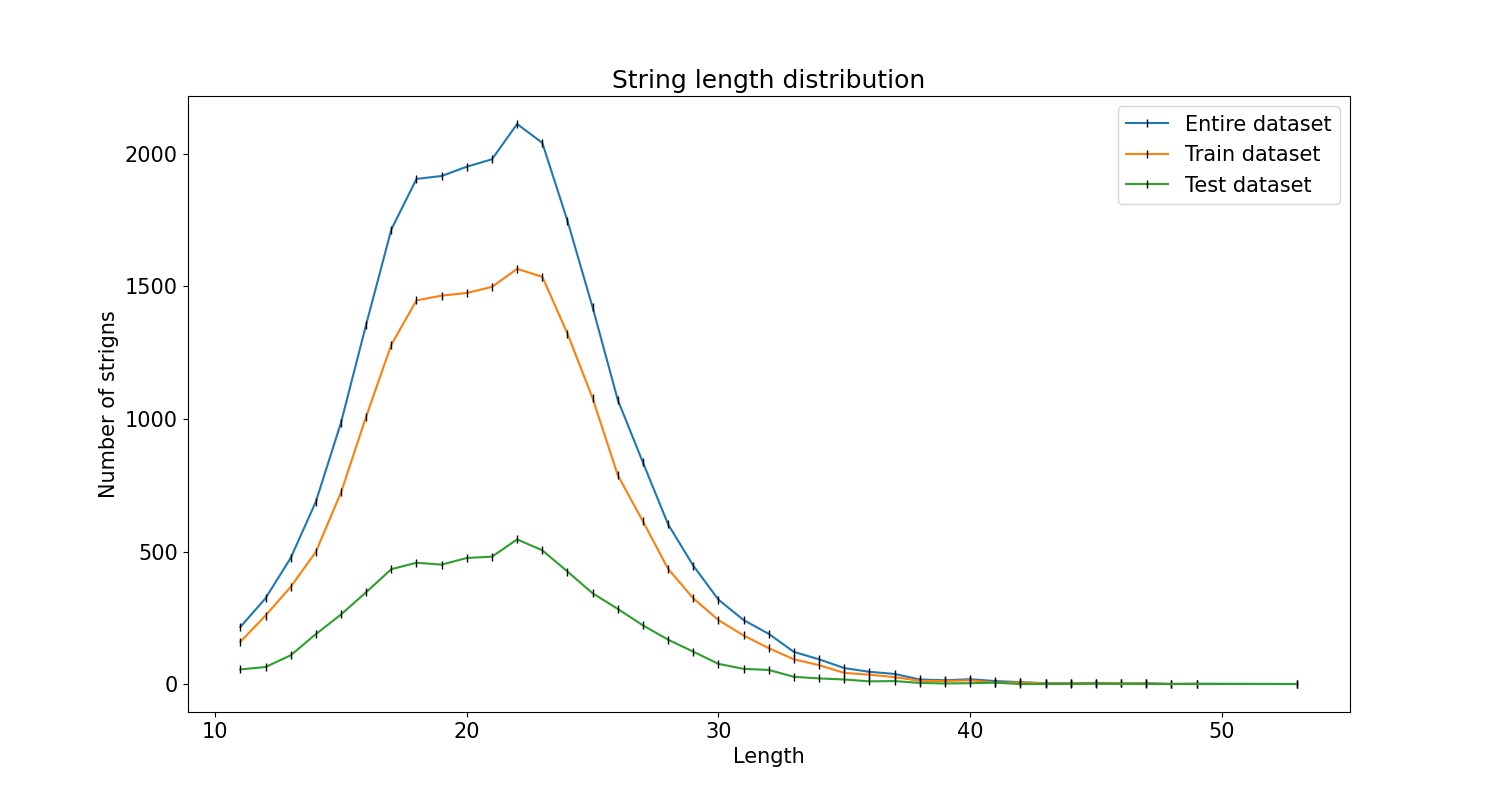 String length distribution
Entire dataset
Train dataset
Test dataset
Number of strigns
2000
1500
1000
500
0
10 20 30 40 50
Length